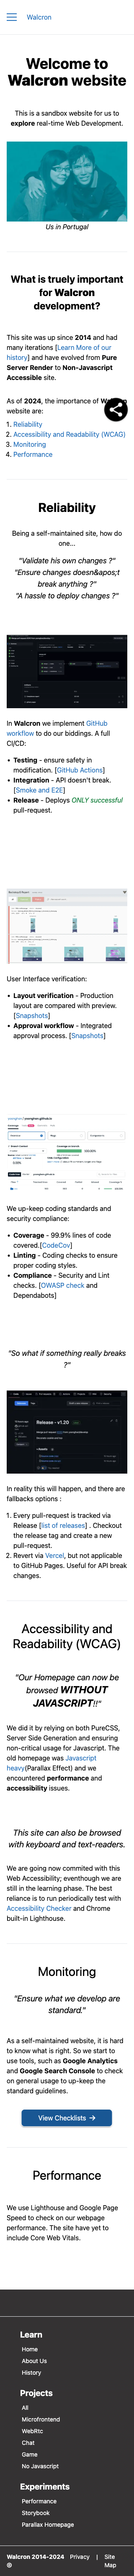 Walcron
Welcome to
Walcron website
This is a sandbox website for us to
explore real-time Web Development.
Us in Portugal
What is truely important
for Walcron
development?
This site was up since 2014 and had
many iterations [Learn More of our
history] and have evolved from Pure
Server Render to Non-Javascript
Accessible site.
As of 2024, the importance of
website are:
1. Reliability
2. Accessibility and Readability (WCAG)
3. Monitoring
4. Performance
Reliability
Being a self-maintained site, how do
one...
"Validate his own changes ?"
"Ensure changes doesn&apos;t
break anything ?"
"A hassle to deploy changes ?"
In Walcron we implement GitHub
workflow to do our biddings. A full
CI/CD:
• Testing - ensure safety in
modification. [GitHub Actions]
• Integration - API doesn't break.
[Smoke and E2E]
• Release - Deploys ONLY successful
pull-request.
User Interface verification:
• Layout verification - Production
layout are compared with preview.
[Snapshots]
• Approval workflow - Integrated
approval process. [Snapshots]
We up-keep coding standards and
security compliance:
• Coverage - 99.9% lines of code
covered.[CodeCov]
• Linting - Coding checks to ensure
proper coding styles.
• Compliance - Security and Lint
checks. [OWASP check and
Dependabots]
"So what if something really breaks
?"
Release - v1.20
In reality this will happen, and there are
fallbacks options :
1. Every pull-request is tracked via
Release [list of releases] . Checkout
the release tag and create a new
pull-request.
2. Revert via Vercel, but not applicable
to GitHub Pages. Useful for API break
changes.
Accessibility and
Readability (WCAG)
"Our Homepage can now be
browsed WITHOUT
JAVASCRIPT!!"
We did it by relying on both PureCSS,
Server Side Generation and ensuring
non-critical usage for Javascript. The
old homepage was Javascript
heavy(Parallax Effect) and we
encountered performance and
accessibility issues.
This site can also be browsed
with keyboard and text-readers.
We are going now commited with the
Web Accessibility; eventhough we are
still in the learning phase. The best
reliance is to run periodically with
Accessibility Checker and Chrome
built-in Lighthouse.
Monitoring
"Ensure what we develop are
standard."
As a self-maintained website, it is hard
to know what is right. So we start to
use tools, such as Google Analytics
and Google Search Console to check
on general usage to up-keep the
standard guidelines.
View Checklists →
Performance
We use Lighthouse and Google Page
Speed to check on our webpage
performance. The site have yet to
include Core Web Vitals.
Learn
Home
About Us
History
Projects
All
Microfrontend
WebRtc
Chat
Game
No Javascript
Experiments
Performance
Storybook
Parallax Homepage
Walcron 2014-2024 Privacy | Site
® Map